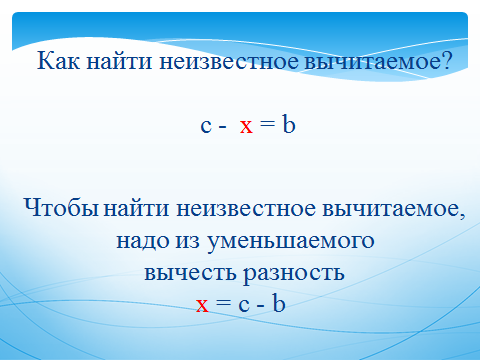 Как найти неизвестное вычитаемое?
c - x = b
Чтобы найти неизвестное вычитаемое,
надо из уменьшаемого
вычесть разность
x = c - b